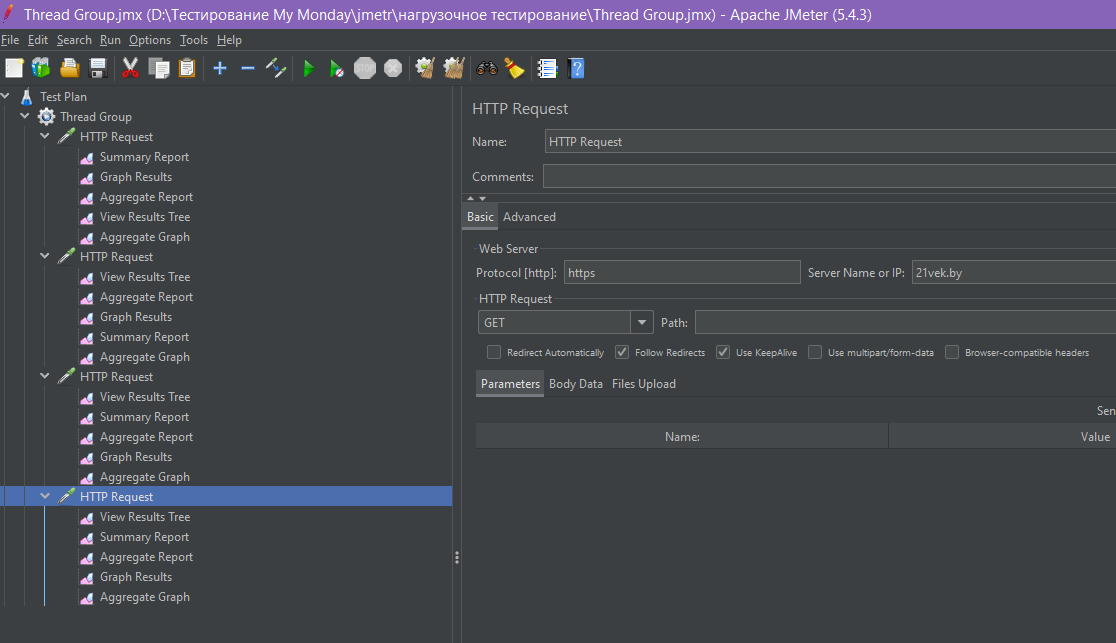 Thread Group.jmx (D:\Тестирование My Monday\jmetr\нагрузочное тестирование\Thread Group.jmx) - Apache JMeter (5.4.3)
File Edit Search Run Options Tools Help
STOP
Test Plan
Thread Group
HTTP Request
Summary Report
Graph Results
Aggregate Report
View Results Tree
Aggregate Graph
HTTP Request
View Results Tree
Aggregate Report
Graph Results
Summary Report
Aggregate Graph
HTTP Request
View Results Tree
Summary Report
Aggregate Report
Graph Results
Aggregate Graph
HTTP Request
View Results Tree
Summary Report
Aggregate Report
Graph Results
Aggregate Graph
HTTP Request
Name: HTTP Request
Comments:
Basic Advanced
Web Server
Protocol [http]: https Server Name or IP: 21vek.by
HTTP Request
GET Path:
Redirect Automatically Follow Redirects Use KeepAlive Use multipart/form-data Browser-compatible headers
Parameters Body Data Files Upload
Sen
Name: Value